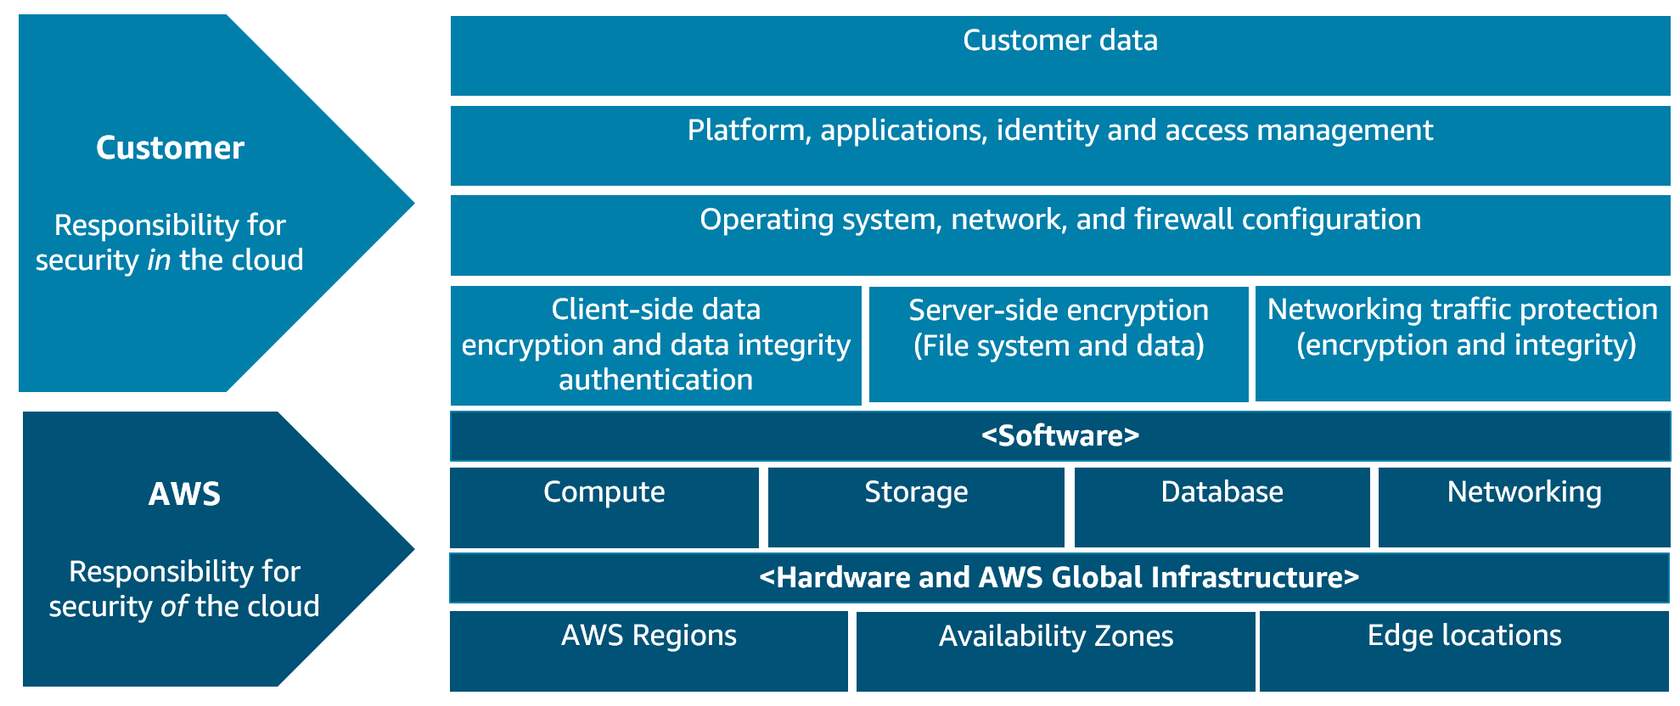 Customer
Responsibility for
security in the cloud
Customer data
Platform, applications, identity and access management
Operating system, network, and firewall configuration
Client-side data
encryption and data integrity
authentication
Server-side encryption
(File system and data)
Networking traffic protection
(encryption and integrity)
AWS
Responsibility for
security of the cloud
<Software>
Compute
Storage
Database
Networking
<Hardware and AWS Global Infrastructure>
AWS Regions
Availability Zones
Edge locations